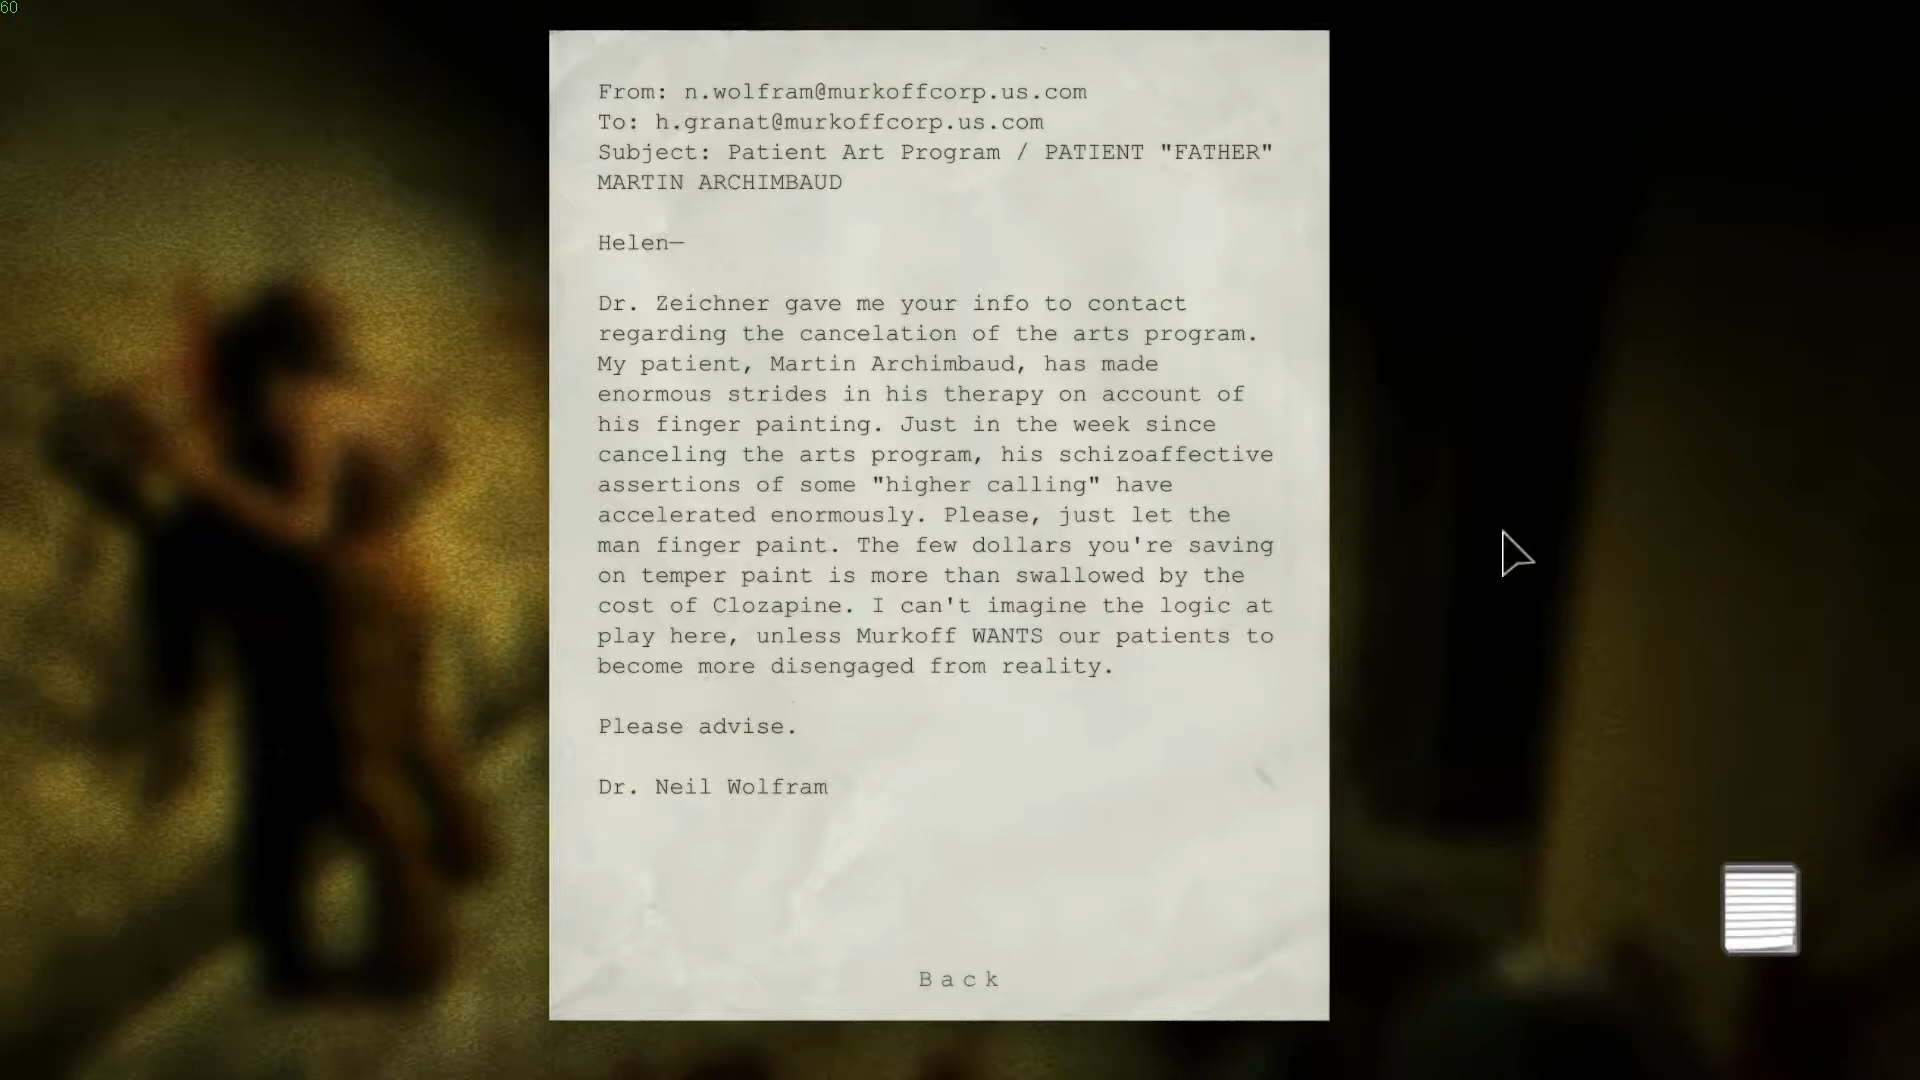 60
From: n.wolfram@murkoffcorp.us.com
To: h.granat@murkoffcorp.us.com
Subject: Patient Art Program / PATIENT "FATHER"
MARTIN ARCHIMBAUD
Helen—
Dr. Zeichner gave me your info to contact
regarding the cancelation of the arts program.
My patient, Martin Archimbaud, has made
enormous strides in his therapy on account of
his finger painting. Just in the week since
canceling the arts program, his schizoaffective
assertions of some "higher calling" have
accelerated enormously. Please, just let the
man finger paint. The few dollars you're saving
on temper paint is more than swallowed by the
cost of Clozapine. I can't imagine the logic at
play here, unless Murkoff WANTS our patients to
become more disengaged from reality.
Please advise.
Dr. Neil Wolfram
Back